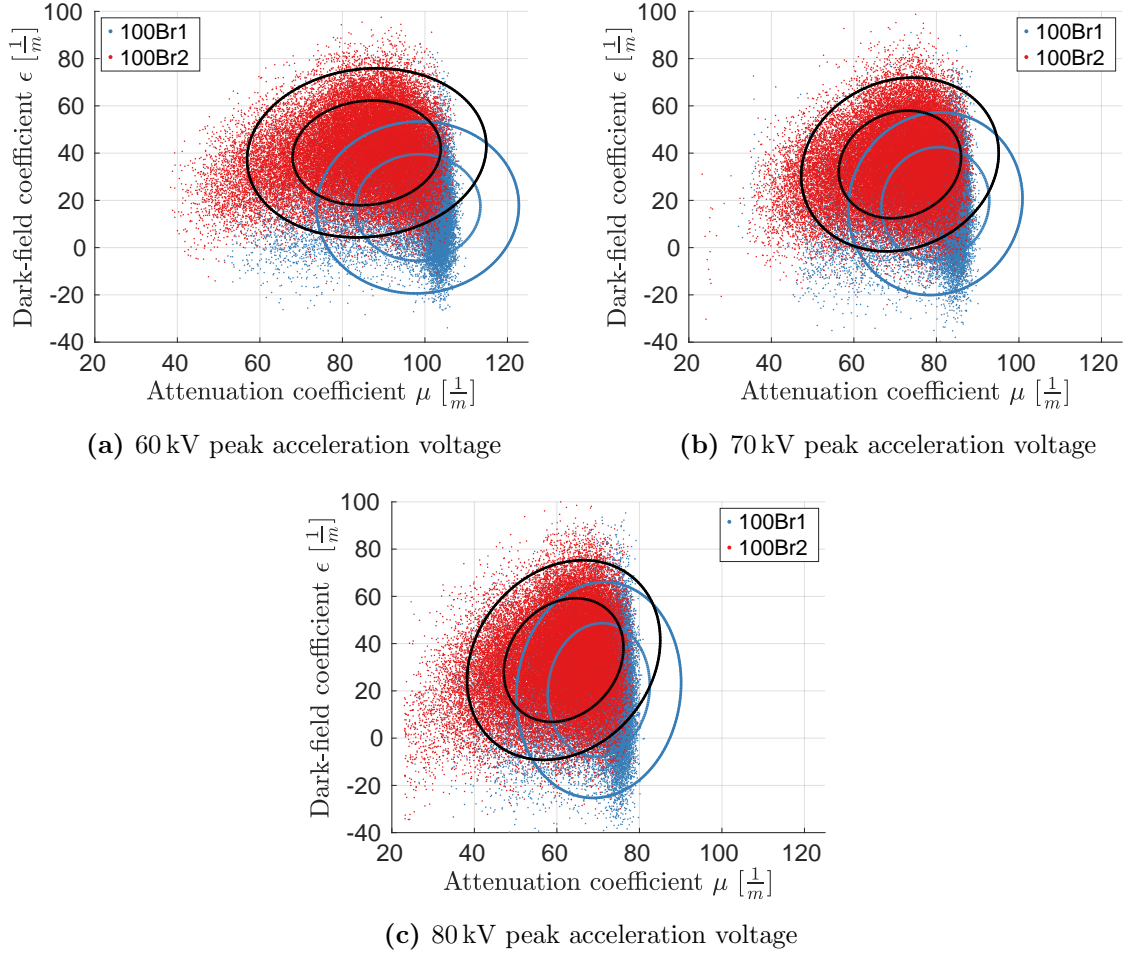 100
80
60
40
20
0
-20
-40
20
40
60
80
100
120
Dark-field coefficient ϵ [1/m]
Attenuation coefficient μ [1/m]
100Br1
100Br2
(a) 60 kV peak acceleration voltage
100
80
60
40
20
0
-20
-40
20
40
60
80
100
120
Dark-field coefficient ϵ [1/m]
Attenuation coefficient μ [1/m]
100Br1
100Br2
(b) 70 kV peak acceleration voltage
100
80
60
40
20
0
-20
-40
20
40
60
80
100
120
Dark-field coefficient ϵ [1/m]
Attenuation coefficient μ [1/m]
100Br1
100Br2
(c) 80 kV peak acceleration voltage